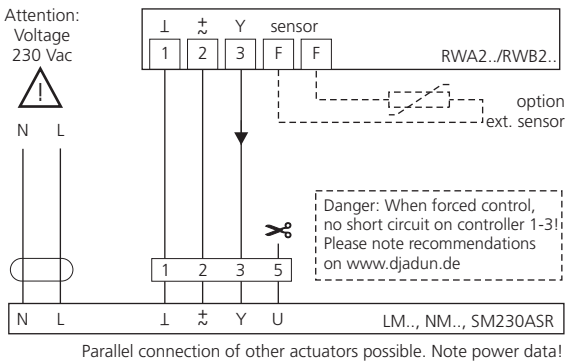 Attention:
Voltage
230 Vac
N L
⊥ ± ~ Y sensor
1 2 3 F F
RWA2../RWB2..
option
ext. sensor
Danger: When forced control,
no short circuit on controller 1-3!
Please note recommendations
on www.djadun.de
1 2 3 5
N L ⊥ ± ~ Y U LM.., NM.., SM230ASR
Parallel connection of other actuators possible. Note power data!